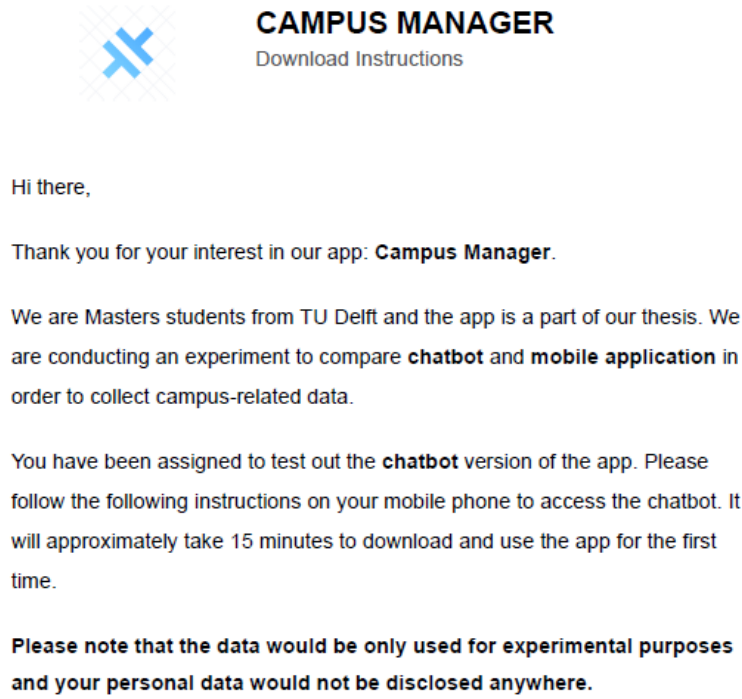 CAMPUS MANAGER
Download Instructions
Hi there,
Thank you for your interest in our app: Campus Manager.
We are Masters students from TU Delft and the app is a part of our thesis. We
are conducting an experiment to compare chatbot and mobile application in
order to collect campus-related data.
You have been assigned to test out the chatbot version of the app. Please
follow the following instructions on your mobile phone to access the chatbot. It
will approximately take 15 minutes to download and use the app for the first
time.
Please note that the data would be only used for experimental purposes
and your personal data would not be disclosed anywhere.